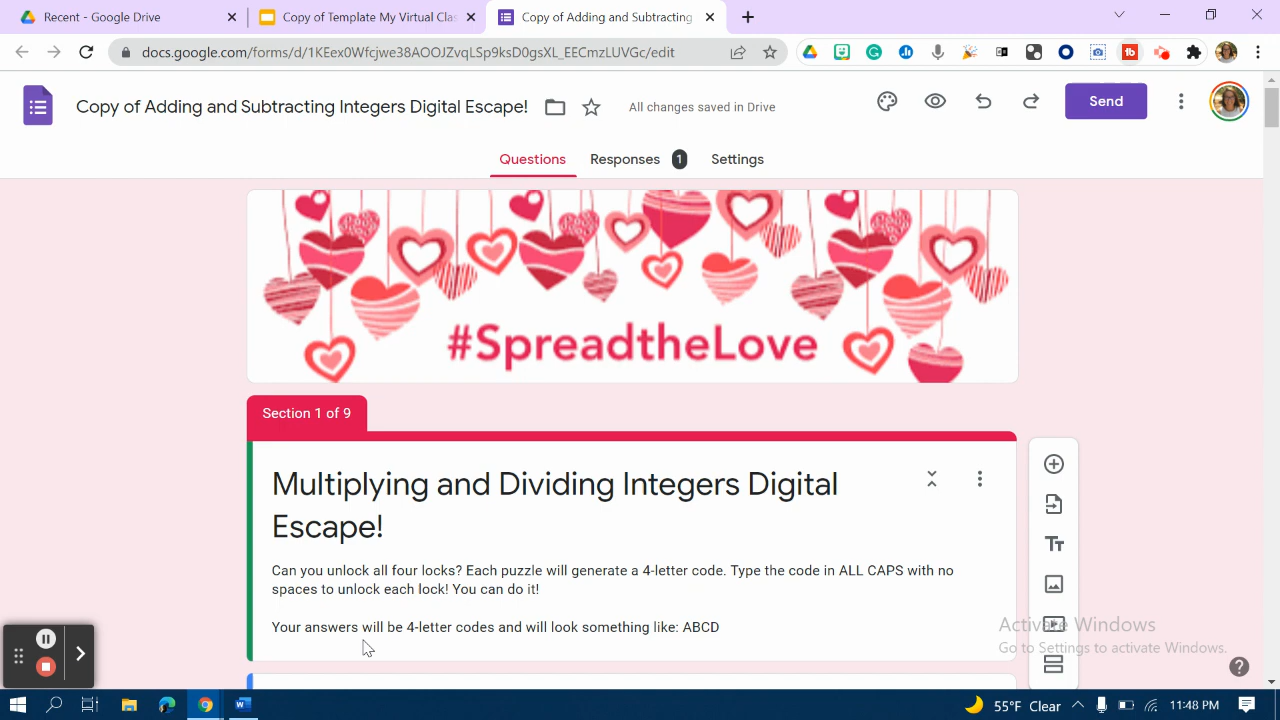 Recent - Google Drive
Copy of Template My Virtual Clas
Copy of Adding and Subtracting
docs.google.com/forms/d/1KEex0Wfcjwe38AOOJZvqLSp9ksD0gsXL_EECmzLUVGc/edit
Copy of Adding and Subtracting Integers Digital Escape!
All changes saved in Drive
Send
Questions
Responses 1
Settings
#SpreadtheLove
Section 1 of 9
Multiplying and Dividing Integers Digital
Escape!
Can you unlock all four locks? Each puzzle will generate a 4-letter code. Type the code in ALL CAPS with no
spaces to unlock each lock! You can do it!
Your answers will be 4-letter codes and will look something like: ABCD
Tт
Activate Windows
Go to Settings to activate Windows.
55°F Clear
11:48 PM